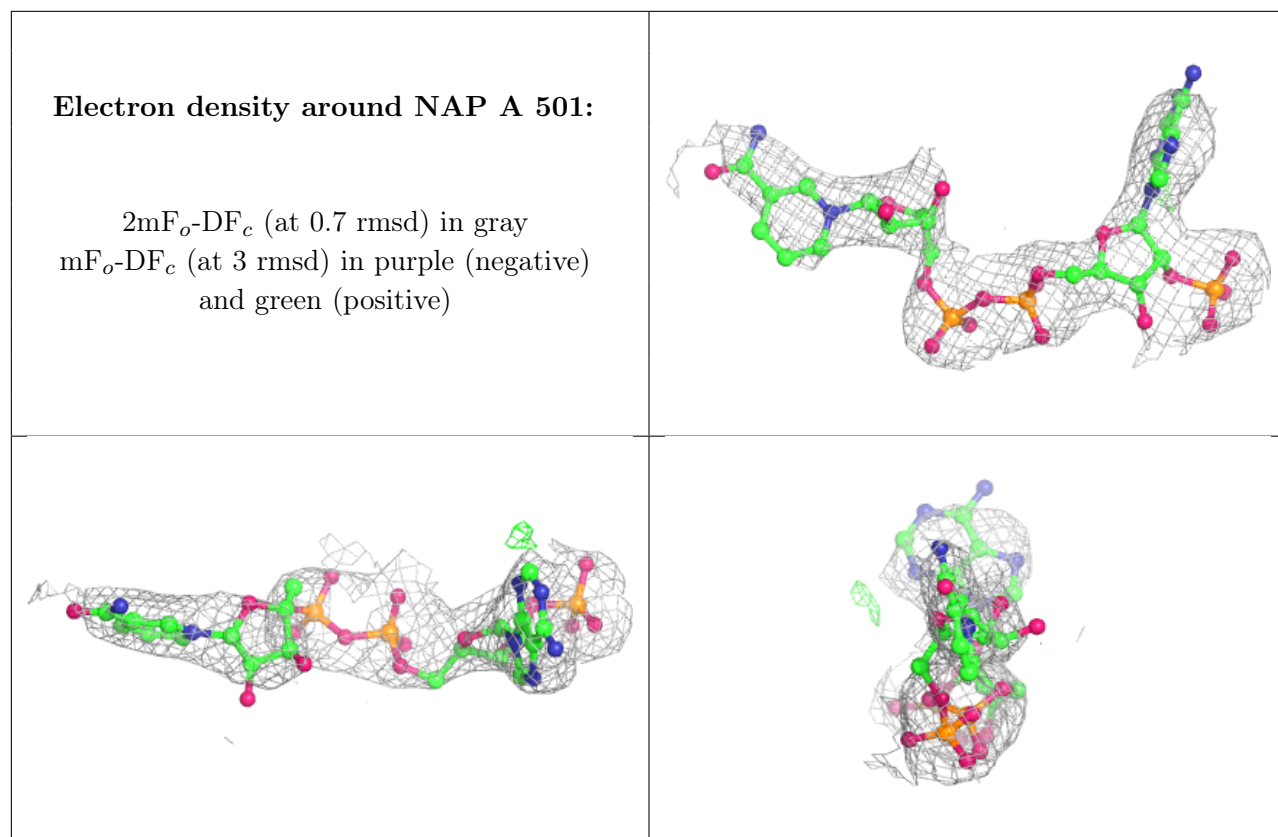 Electron density around NAP A 501:
2mFo-DFc (at 0.7 rmsd) in gray
mFo-DFc (at 3 rmsd) in purple (negative)
and green (positive)